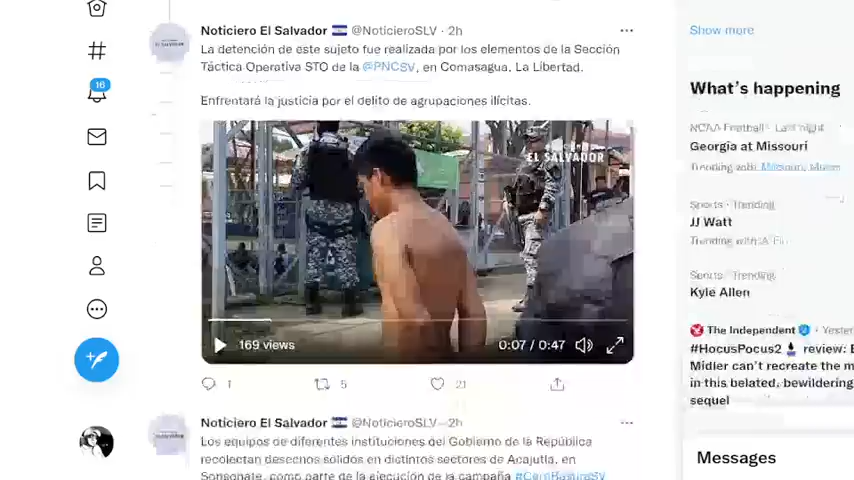 Noticiero El Salvador @NoticieroSLV · 2h
La detención de este sujeto fue realizada por los elementos de la Sección
Táctica Operativa STO de la @PNCSV, en Comasagua, La Libertad.
Enfrentará la justicia por el delito de agrupaciones ilícitas.
EL SALVADOR
169 views
0:07 / 0:47
1
5
21
Noticiero El Salvador @NoticieroSLV · 2h
Los equipos de diferentes instituciones del Gobierno de la República
recolectan desechos sólidos en distintos sectores de Acajutla, en
Sonsonate, como parte de la ejecución de la campaña
16
Show more
What's happening
NCAA Football · Last night
Georgia at Missouri
Trending with Missouri,
Sports · Trending
JJ Watt
Trending with
Sports · Trending
Kyle Allen
The Independent · Yester
#HocusPocus2 review: B
Midler can't recreate the m
in this belated, bewildering
sequel
Messages